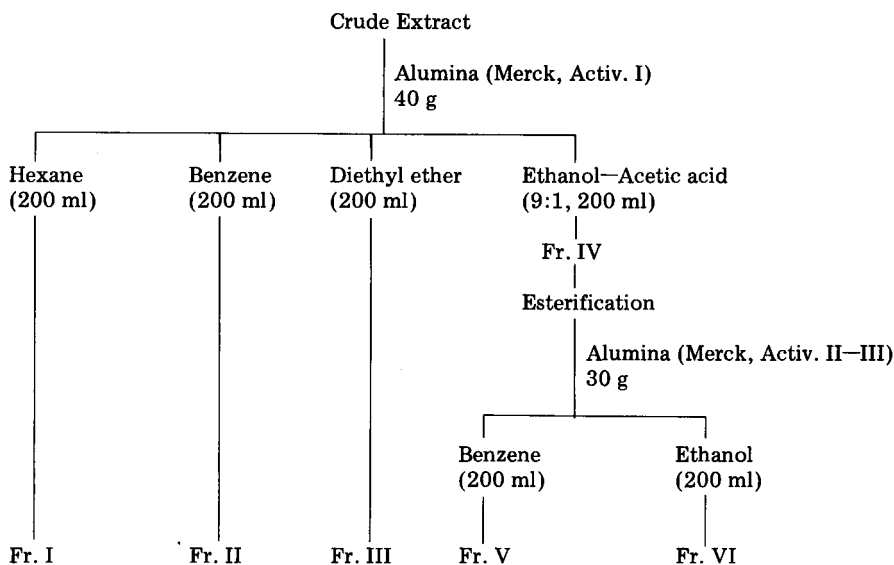 Crude Extract
Alumina (Merck, Activ. I)
40 g
Hexane
(200 ml)
Benzene
(200 ml)
Diethyl ether
(200 ml)
Ethanol—Acetic acid
(9:1, 200 ml)
Fr. IV
Esterification
Alumina (Merck, Activ. II—III)
30 g
Benzene
(200 ml)
Ethanol
(200 ml)
Fr. I
Fr. II
Fr. III
Fr. V
Fr. VI